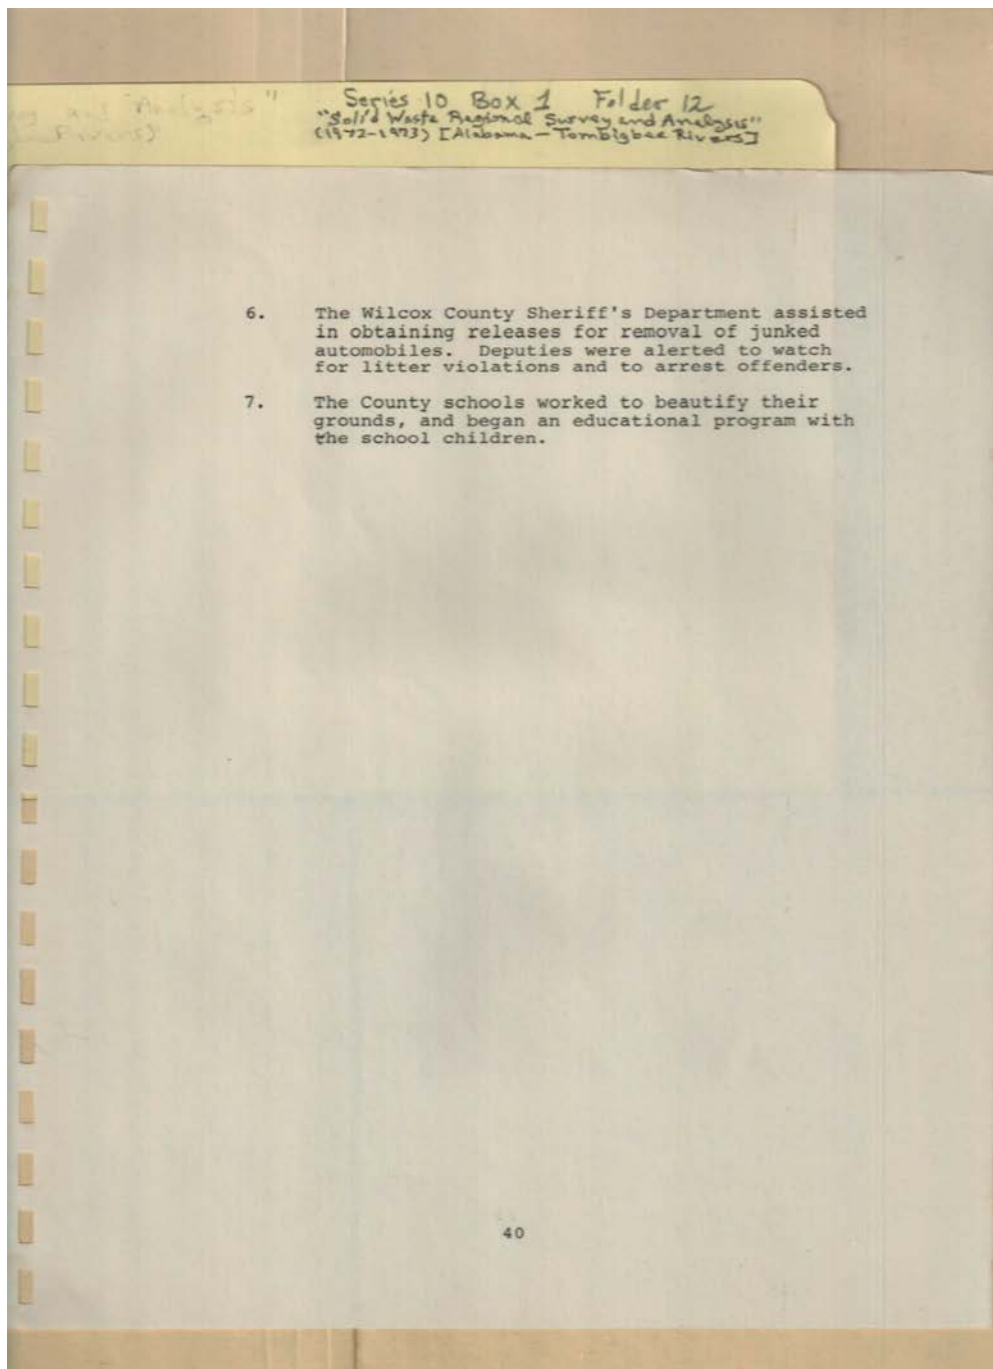 Analysis"
Rivers)
Series 10 Box 1 Folder 12
"Solid Waste Regional Survey and Analysis"
(1972-1973) [Alabama - Tombigbee Rivers]
6. The Wilcox County Sheriff's Department assisted
in obtaining releases for removal of junked
automobiles. Deputies were alerted to watch
for litter violations and to arrest offenders.
7. The County schools worked to beautify their
grounds, and began an educational program with
the school children.
40